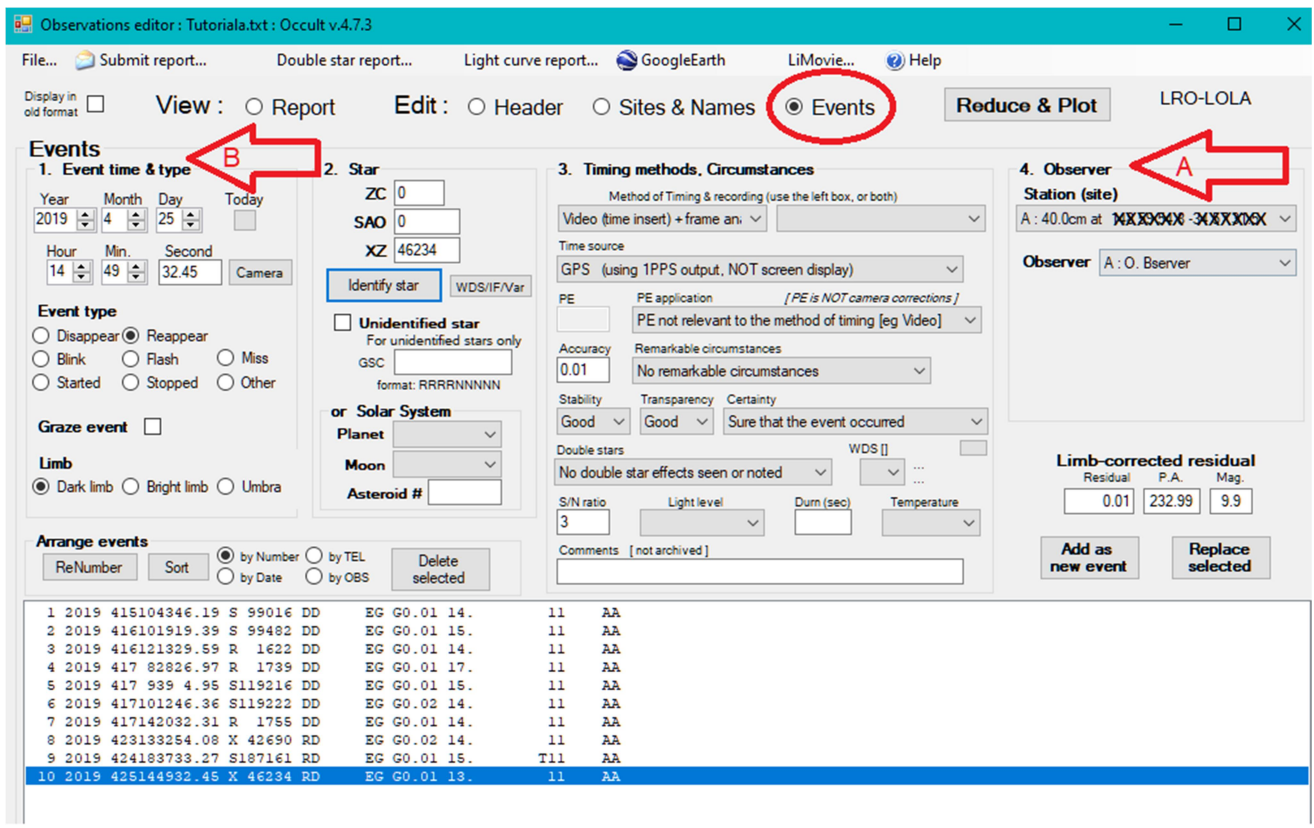 Observations editor : Tutoriala.txt : Occult v.4.7.3
File... Submit report... Double star report... Light curve report... GoogleEarth LiMovie... Help
Display in old format View : Report Edit : Header Sites & Names Events Reduce & Plot LRO-LOLA
Events
B
A
1. Event time & type
Year Month Day Today
2019 4 25
Hour Min. Second
14 49 32.45 Camera
Event type
Disappear Reappear
Blink Flash Miss
Started Stopped Other
Graze event
Limb
Dark limb Bright limb Umbra
2. Star
ZC 0
SAO 0
XZ 46234
Identify star WDS/IF/Var
Unidentified star
For unidentified stars only
GSC
format: RRRRNNNNN
or Solar System
Planet
Moon
Asteroid #
3. Timing methods, Circumstances
Method of Timing & recording (use the left box, or both)
Video (time insert) + frame an
Time source
GPS (using 1PPS output, NOT screen display)
PE PE application [ PE is NOT camera corrections ]
PE not relevant to the method of timing [eg Video]
Accuracy Remarkable circumstances
0.01 No remarkable circumstances
Stability Transparency Certainty
Good Good Sure that the event occurred
Double stars WDS []
No double star effects seen or noted ... ...
S/N ratio Light level Durn (sec) Temperature
3
Comments [ not archived ]
4. Observer
Station (site)
A : 40.0cm at
Observer A : O. Bserver
Limb-corrected residual
Residual P.A. Mag.
0.01 232.99 9.9
Add as new event Replace selected
Arrange events
ReNumber Sort by Number by TEL Delete selected
by Date by OBS
1 2019 415104346.19 S 99016 DD EG G0.01 14. 11 AA
2 2019 416101919.39 S 99482 DD EG G0.01 15. 11 AA
3 2019 416121329.59 R 1622 DD EG G0.01 14. 11 AA
4 2019 417 82826.97 R 1739 DD EG G0.01 17. 11 AA
5 2019 417 939 4.95 S119216 DD EG G0.01 15. 11 AA
6 2019 417101246.36 S119222 DD EG G0.02 14. 11 AA
7 2019 417142032.31 R 1755 DD EG G0.01 14. 11 AA
8 2019 423133254.08 X 42690 RD EG G0.02 14. 11 AA
9 2019 424183733.27 S187161 RD EG G0.01 15. T11 AA
10 2019 425144932.45 X 46234 RD EG G0.01 13. 11 AA